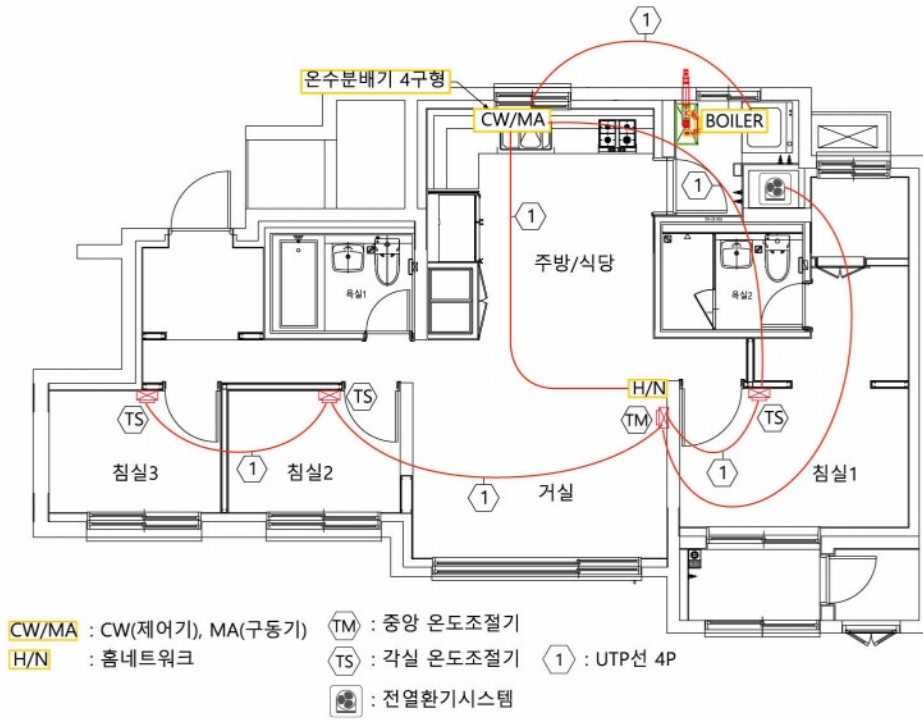 1
온수분배기 4구형
CW/MA
BOILER
1
1
주방/식당
욕실1
욕실2
H/N
TS
TS
TM
TS
1
1
1
침실3
침실2
거실
침실1
CW/MA : CW(제어기), MA(구동기)
H/N : 홈네트워크
TM : 중앙 온도조절기
TS : 각실 온도조절기
1 : UTP선 4P
: 전열환기시스템